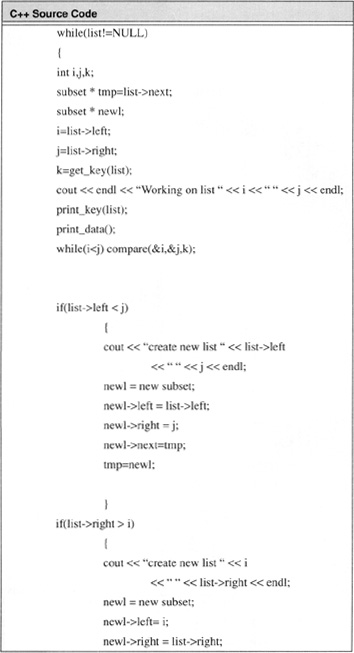 C++ Source Code
while(list!=NULL)
{
int i,j,k;
subset * tmp=list->next;
subset * newl;
i=list->left;
j=list->right;
k=get_key(list);
cout << endl << "Working on list " << i << " " << j << endl;
print_key(list);
print_data();
while(i<j) compare(&i,&j,k);
if(list->left < j)
{
cout << "create new list " << list->left
<< " " << j << endl;
newl = new subset;
newl->left = list->left;
newl->right = j;
newl->next=tmp;
tmp=newl;
}
if(list->right > i)
{
cout << "create new list " << i
<< " " << list->right << endl;
newl = new subset;
newl->left= i;
newl->right = list->right;